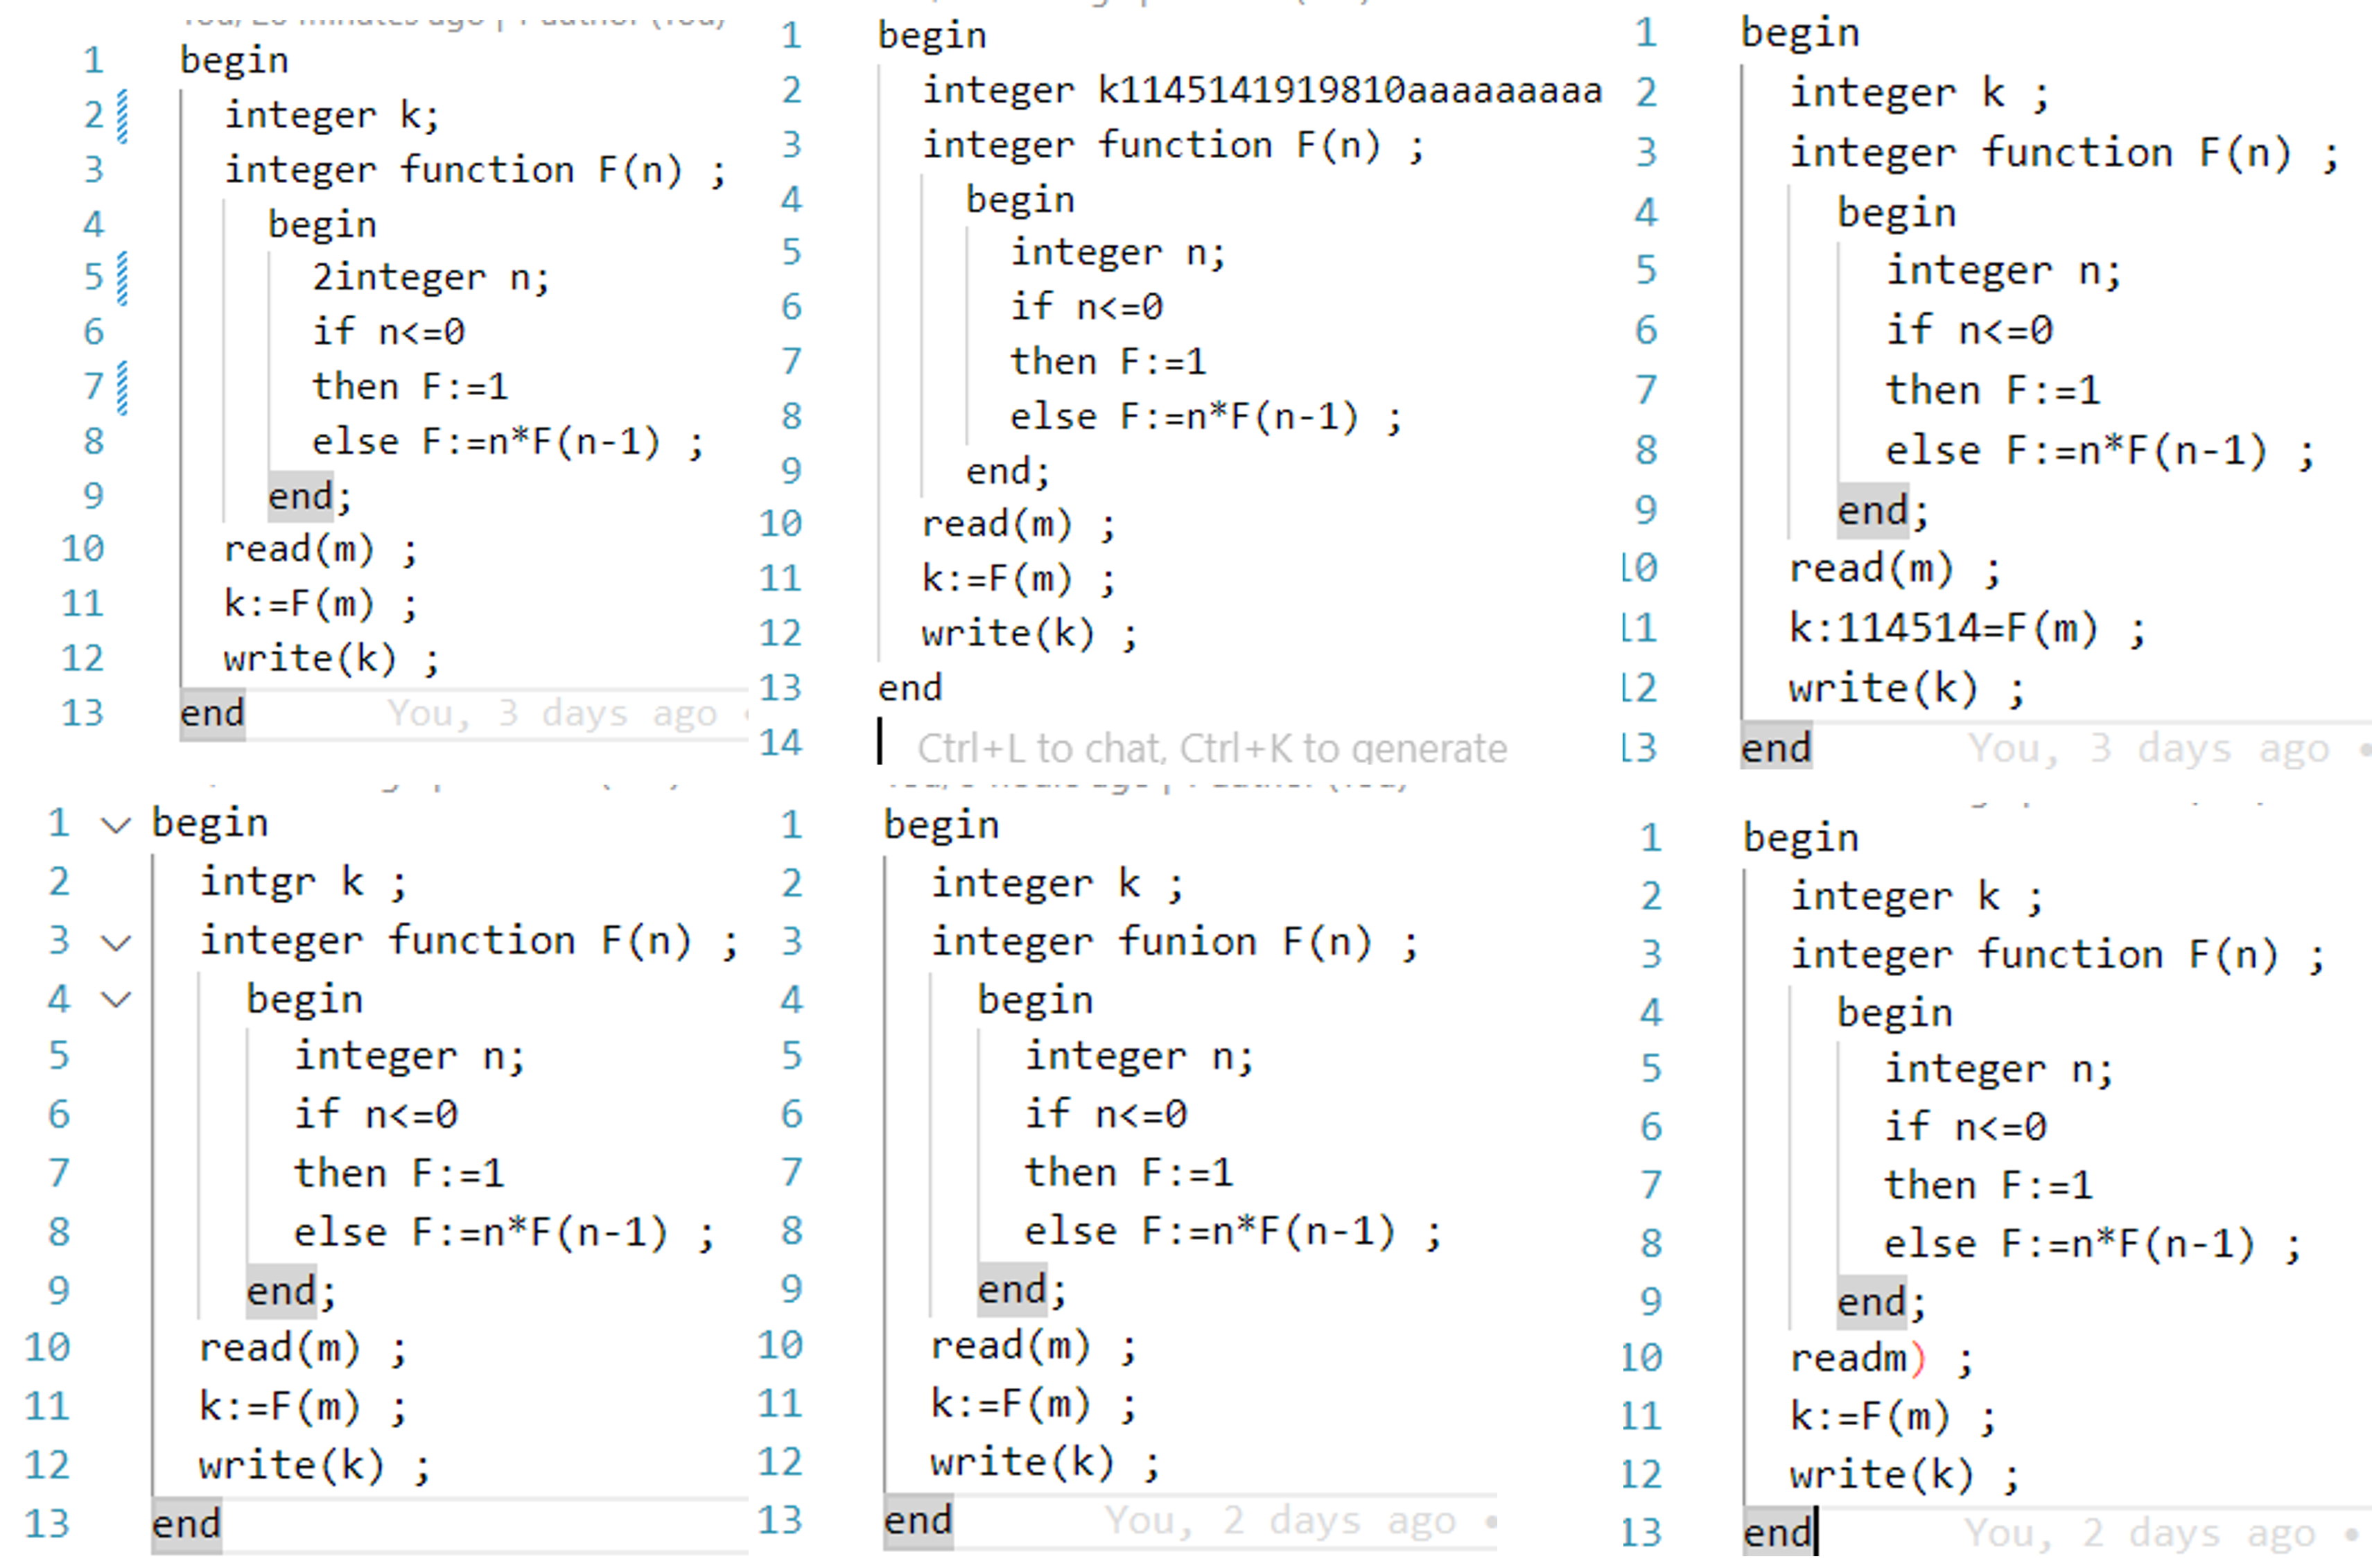 1 begin
2 integer k;
3 integer function F(n) ;
4 begin
5 2integer n;
6 if n<=0
7 then F:=1
8 else F:=n*F(n-1) ;
9 end;
10 read(m) ;
11 k:=F(m) ;
12 write(k) ;
13 end You, 3 days ago •
1 begin
2 integer k1145141919810aaaaaaaaa
3 integer function F(n) ;
4 begin
5 integer n;
6 if n<=0
7 then F:=1
8 else F:=n*F(n-1) ;
9 end;
10 read(m) ;
11 k:=F(m) ;
12 write(k) ;
13 end
14 Ctrl+L to chat, Ctrl+K to generate
1 begin
2 integer k ;
3 integer function F(n) ;
4 begin
5 integer n;
6 if n<=0
7 then F:=1
8 else F:=n*F(n-1) ;
9 end;
10 read(m) ;
11 k:114514=F(m) ;
12 write(k) ;
13 end You, 3 days ago •
1 begin
2 intgr k ;
3 integer function F(n) ;
4 begin
5 integer n;
6 if n<=0
7 then F:=1
8 else F:=n*F(n-1) ;
9 end;
10 read(m) ;
11 k:=F(m) ;
12 write(k) ;
13 end
1 begin
2 integer k ;
3 integer funion F(n) ;
4 begin
5 integer n;
6 if n<=0
7 then F:=1
8 else F:=n*F(n-1) ;
9 end;
10 read(m) ;
11 k:=F(m) ;
12 write(k) ;
13 end You, 2 days ago •
1 begin
2 integer k ;
3 integer function F(n) ;
4 begin
5 integer n;
6 if n<=0
7 then F:=1
8 else F:=n*F(n-1) ;
9 end;
10 readm) ;
11 k:=F(m) ;
12 write(k) ;
13 end You, 2 days ago •